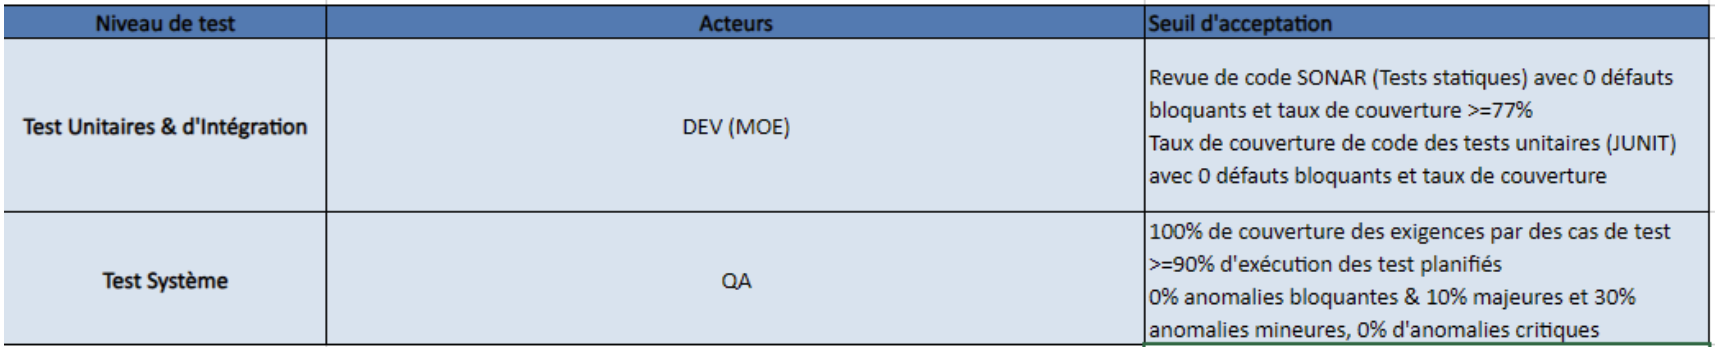 Niveau de test
Acteurs
Seuil d'acceptation
Test Unitaires & d'Intégration
DEV (MOE)
Revue de code SONAR (Tests statiques) avec 0 défauts
bloquants et taux de couverture >=77%
Taux de couverture de code des tests unitaires (JUNIT)
avec 0 défauts bloquants et taux de couverture
Test Système
QA
100% de couverture des exigences par des cas de test
>=90% d'exécution des test planifiés
0% anomalies bloquantes & 10% majeures et 30%
anomalies mineures, 0% d'anomalies critiques